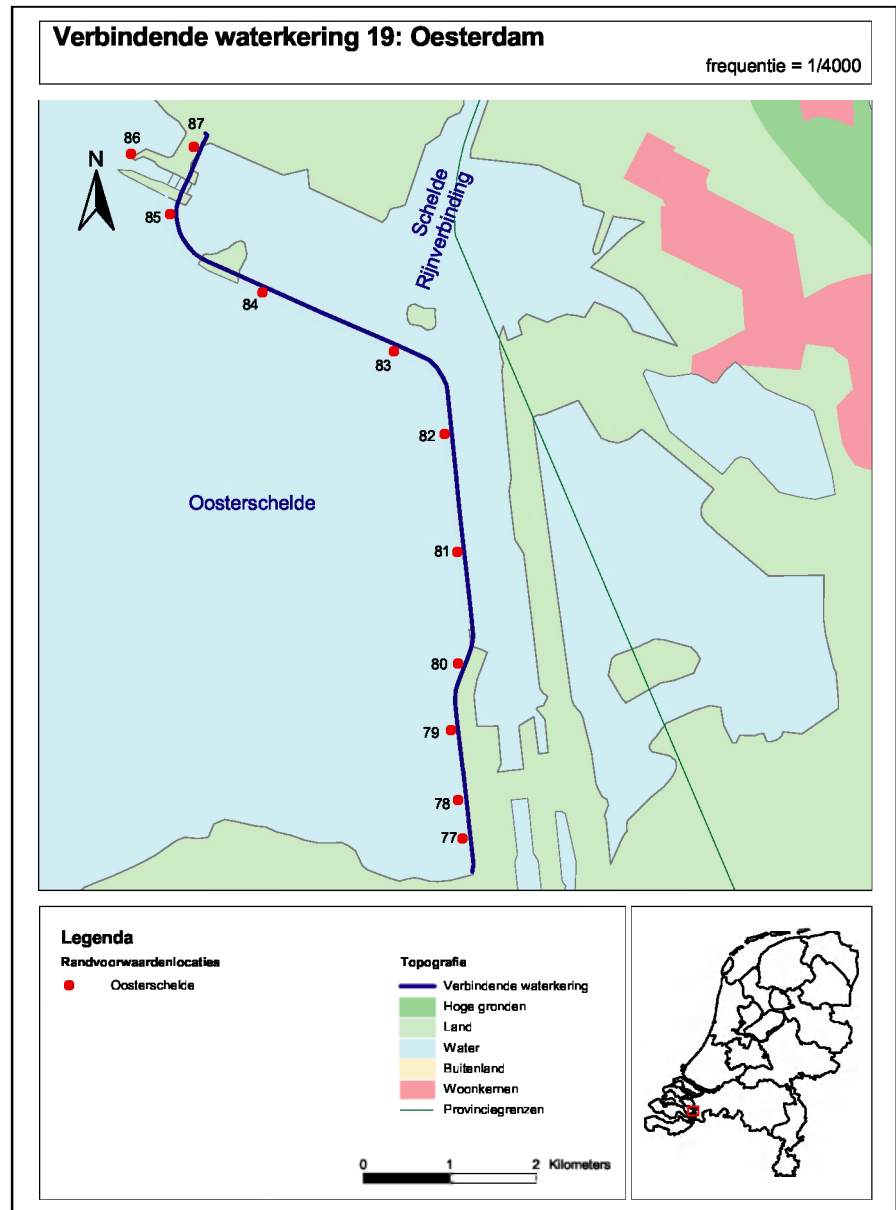 Verbindende waterkering 19: Oesterdam
frequentie = 1/4000
87
86
N
85
84
83
82
81
80
79
78
77
Schelde
Rijnverbinding
Oosterschelde
Legenda
Randvoorwaardenlocaties
Oosterschelde
Topografie
Verbindende waterkering
Hoge gronden
Land
Water
Buitenland
Woonkernen
Provinciegrenzen
0 1 2 Kilometers